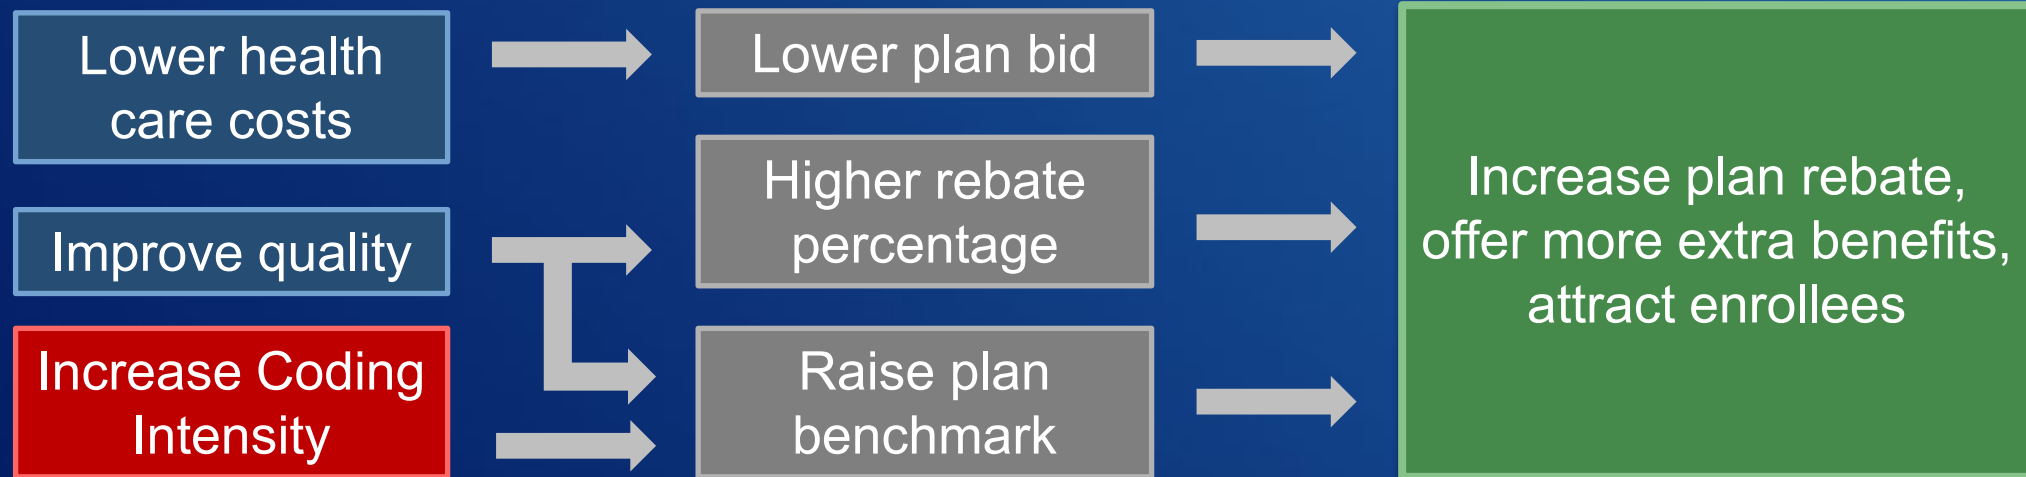 Lower health
care costs
Improve quality
Increase Coding
Intensity
Lower plan bid
Higher rebate
percentage
Raise plan
benchmark
Increase plan rebate,
offer more extra benefits,
attract enrollees